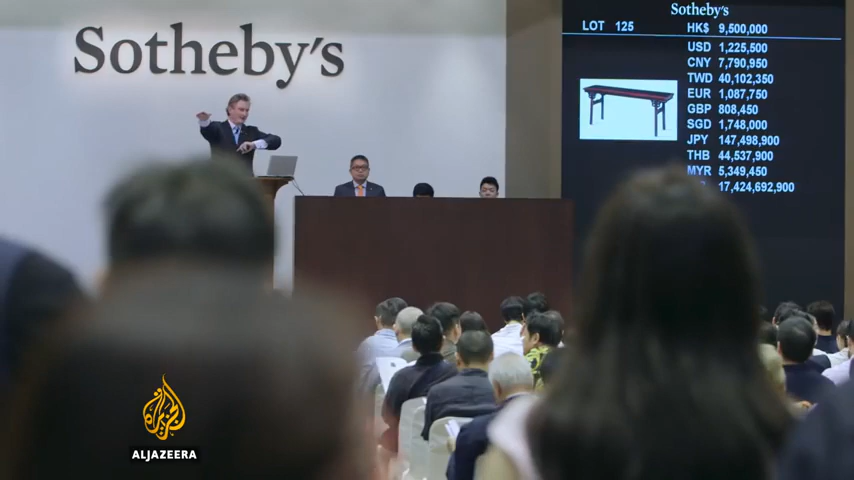 Sotheby's
Sotheby's
LOT 125 HK$ 9,500,000
USD 1,225,500
CNY 7,790,950
TWD 40,102,350
EUR 1,087,750
GBP 808,450
SGD 1,748,000
JPY 147,498,900
THB 44,537,900
MYR 5,349,450
17,424,692,900
الجزيرة
ALJAZEERA